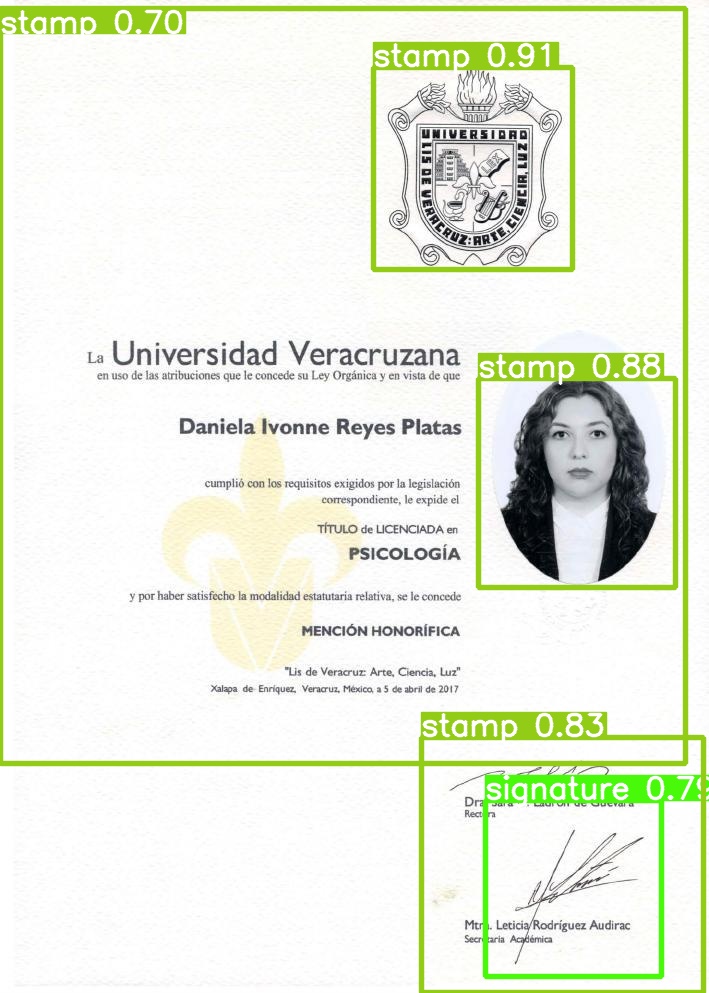 stamp 0.70
stamp 0.91
UNIVERSIDAD
LIS DE VERACRUZ: ARTE, CIENCIA, LUZ
La Universidad Veracruzana
en uso de las atribuciones que le concede su Ley Orgánica y en vista de que
stamp 0.88
Daniela Ivonne Reyes Platas
cumplió con los requisitos exigidos por la legislación
correspondiente, le expide el
TÍTULO de LICENCIADA en
PSICOLOGÍA
y por haber satisfecho la modalidad estatutaria relativa, se le concede
MENCIÓN HONORÍFICA
"Lis de Veracruz: Arte, Ciencia, Luz"
Xalapa de Enríquez, Veracruz, México, a 5 de abril de 2017
stamp 0.83
signature 0.79
Dra. Sara Ladrón de Guevara
Rectora
Mtra. Leticia Rodríguez Audirac
Secretaria Académica